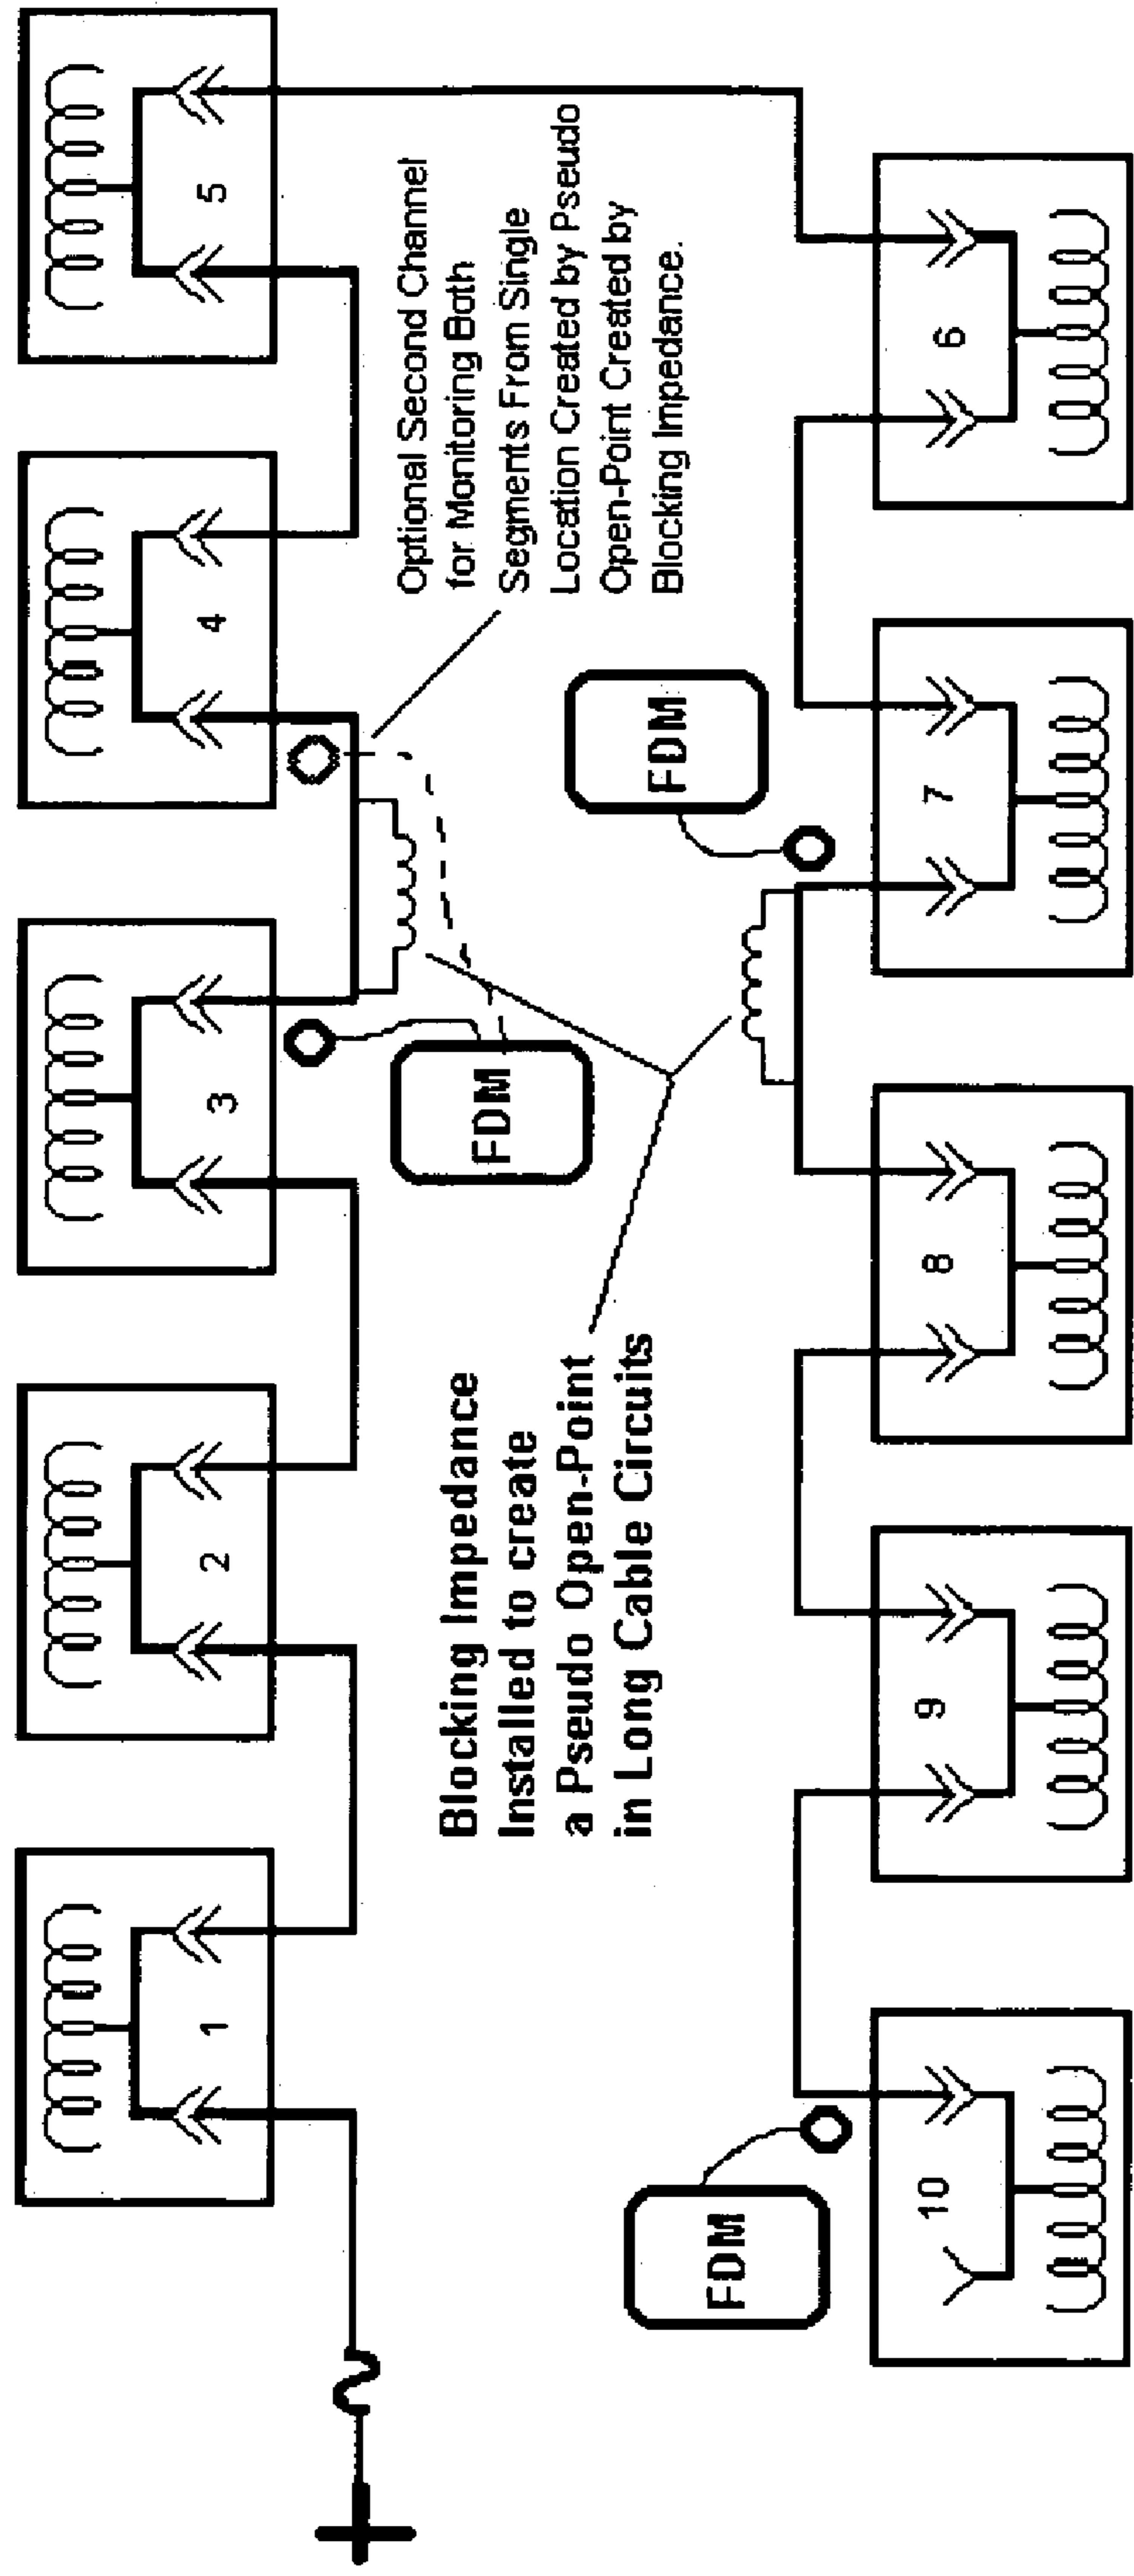 1
2
3
4
5
Optional Second Channel
for Monitoring Both
Segments From Single
Location Created by Pseudo
Open-Point Created by
Blocking Impedance.
FDM
FDM
Blocking Impedance
Installed to create
a Pseudo Open-Point
in Long Cable Circuits
FDM
10
9
8
7
6